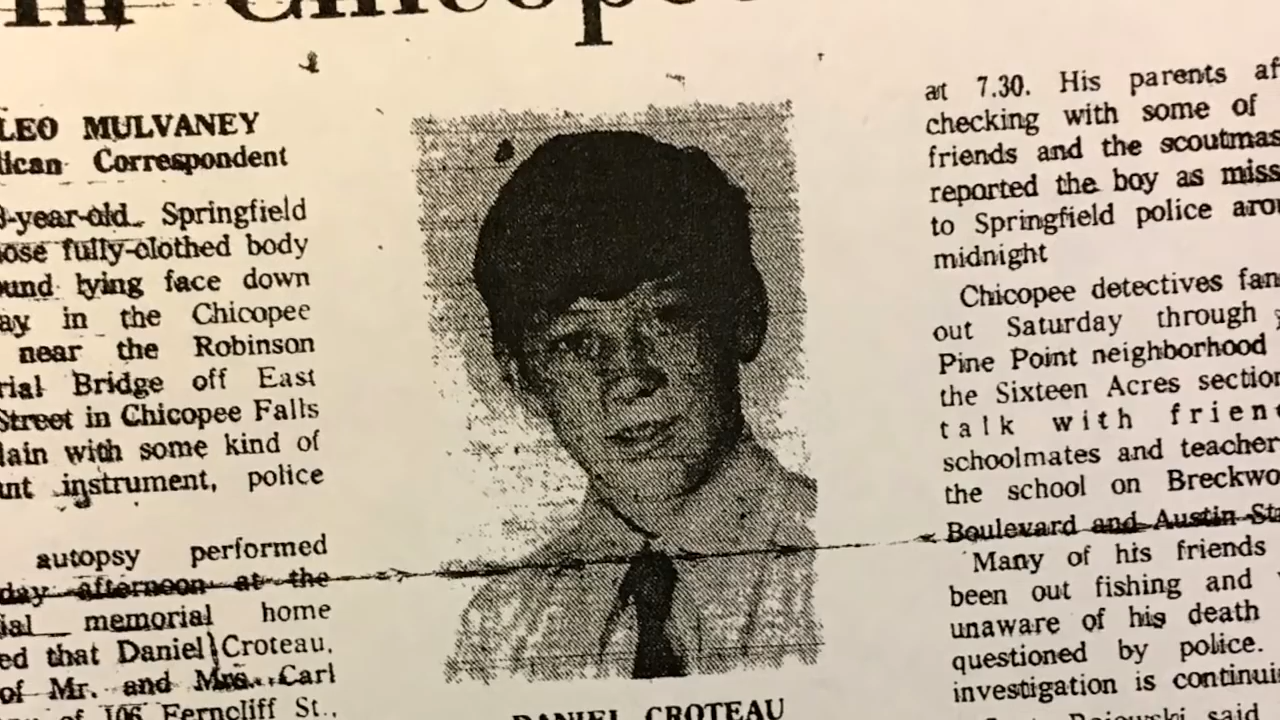 in Chicopee
LEO MULVANEY
lican Correspondent
3-year-old Springfield
ose fully-clothed body
ound lying face down
ay in the Chicopee
near the Robinson
rial Bridge off East
Street in Chicopee Falls
lain with some kind of
nt instrument, police
autopsy performed
day afternoon at the
ial memorial home
ed that Daniel Croteau,
of Mr. and Mrs. Carl
of 106 Ferncliff St.,
DANIEL CROTEAU
at 7.30. His parents af
checking with some of
friends and the scoutmas
reported the boy as miss
to Springfield police arou
midnight
Chicopee detectives fan
out Saturday through
Pine Point neighborhood
the Sixteen Acres section
talk with frien
schoolmates and teacher
the school on Breckwo
Boulevard and Austin St
Many of his friends
been out fishing and
unaware of his death
questioned by police.
investigation is continui
said